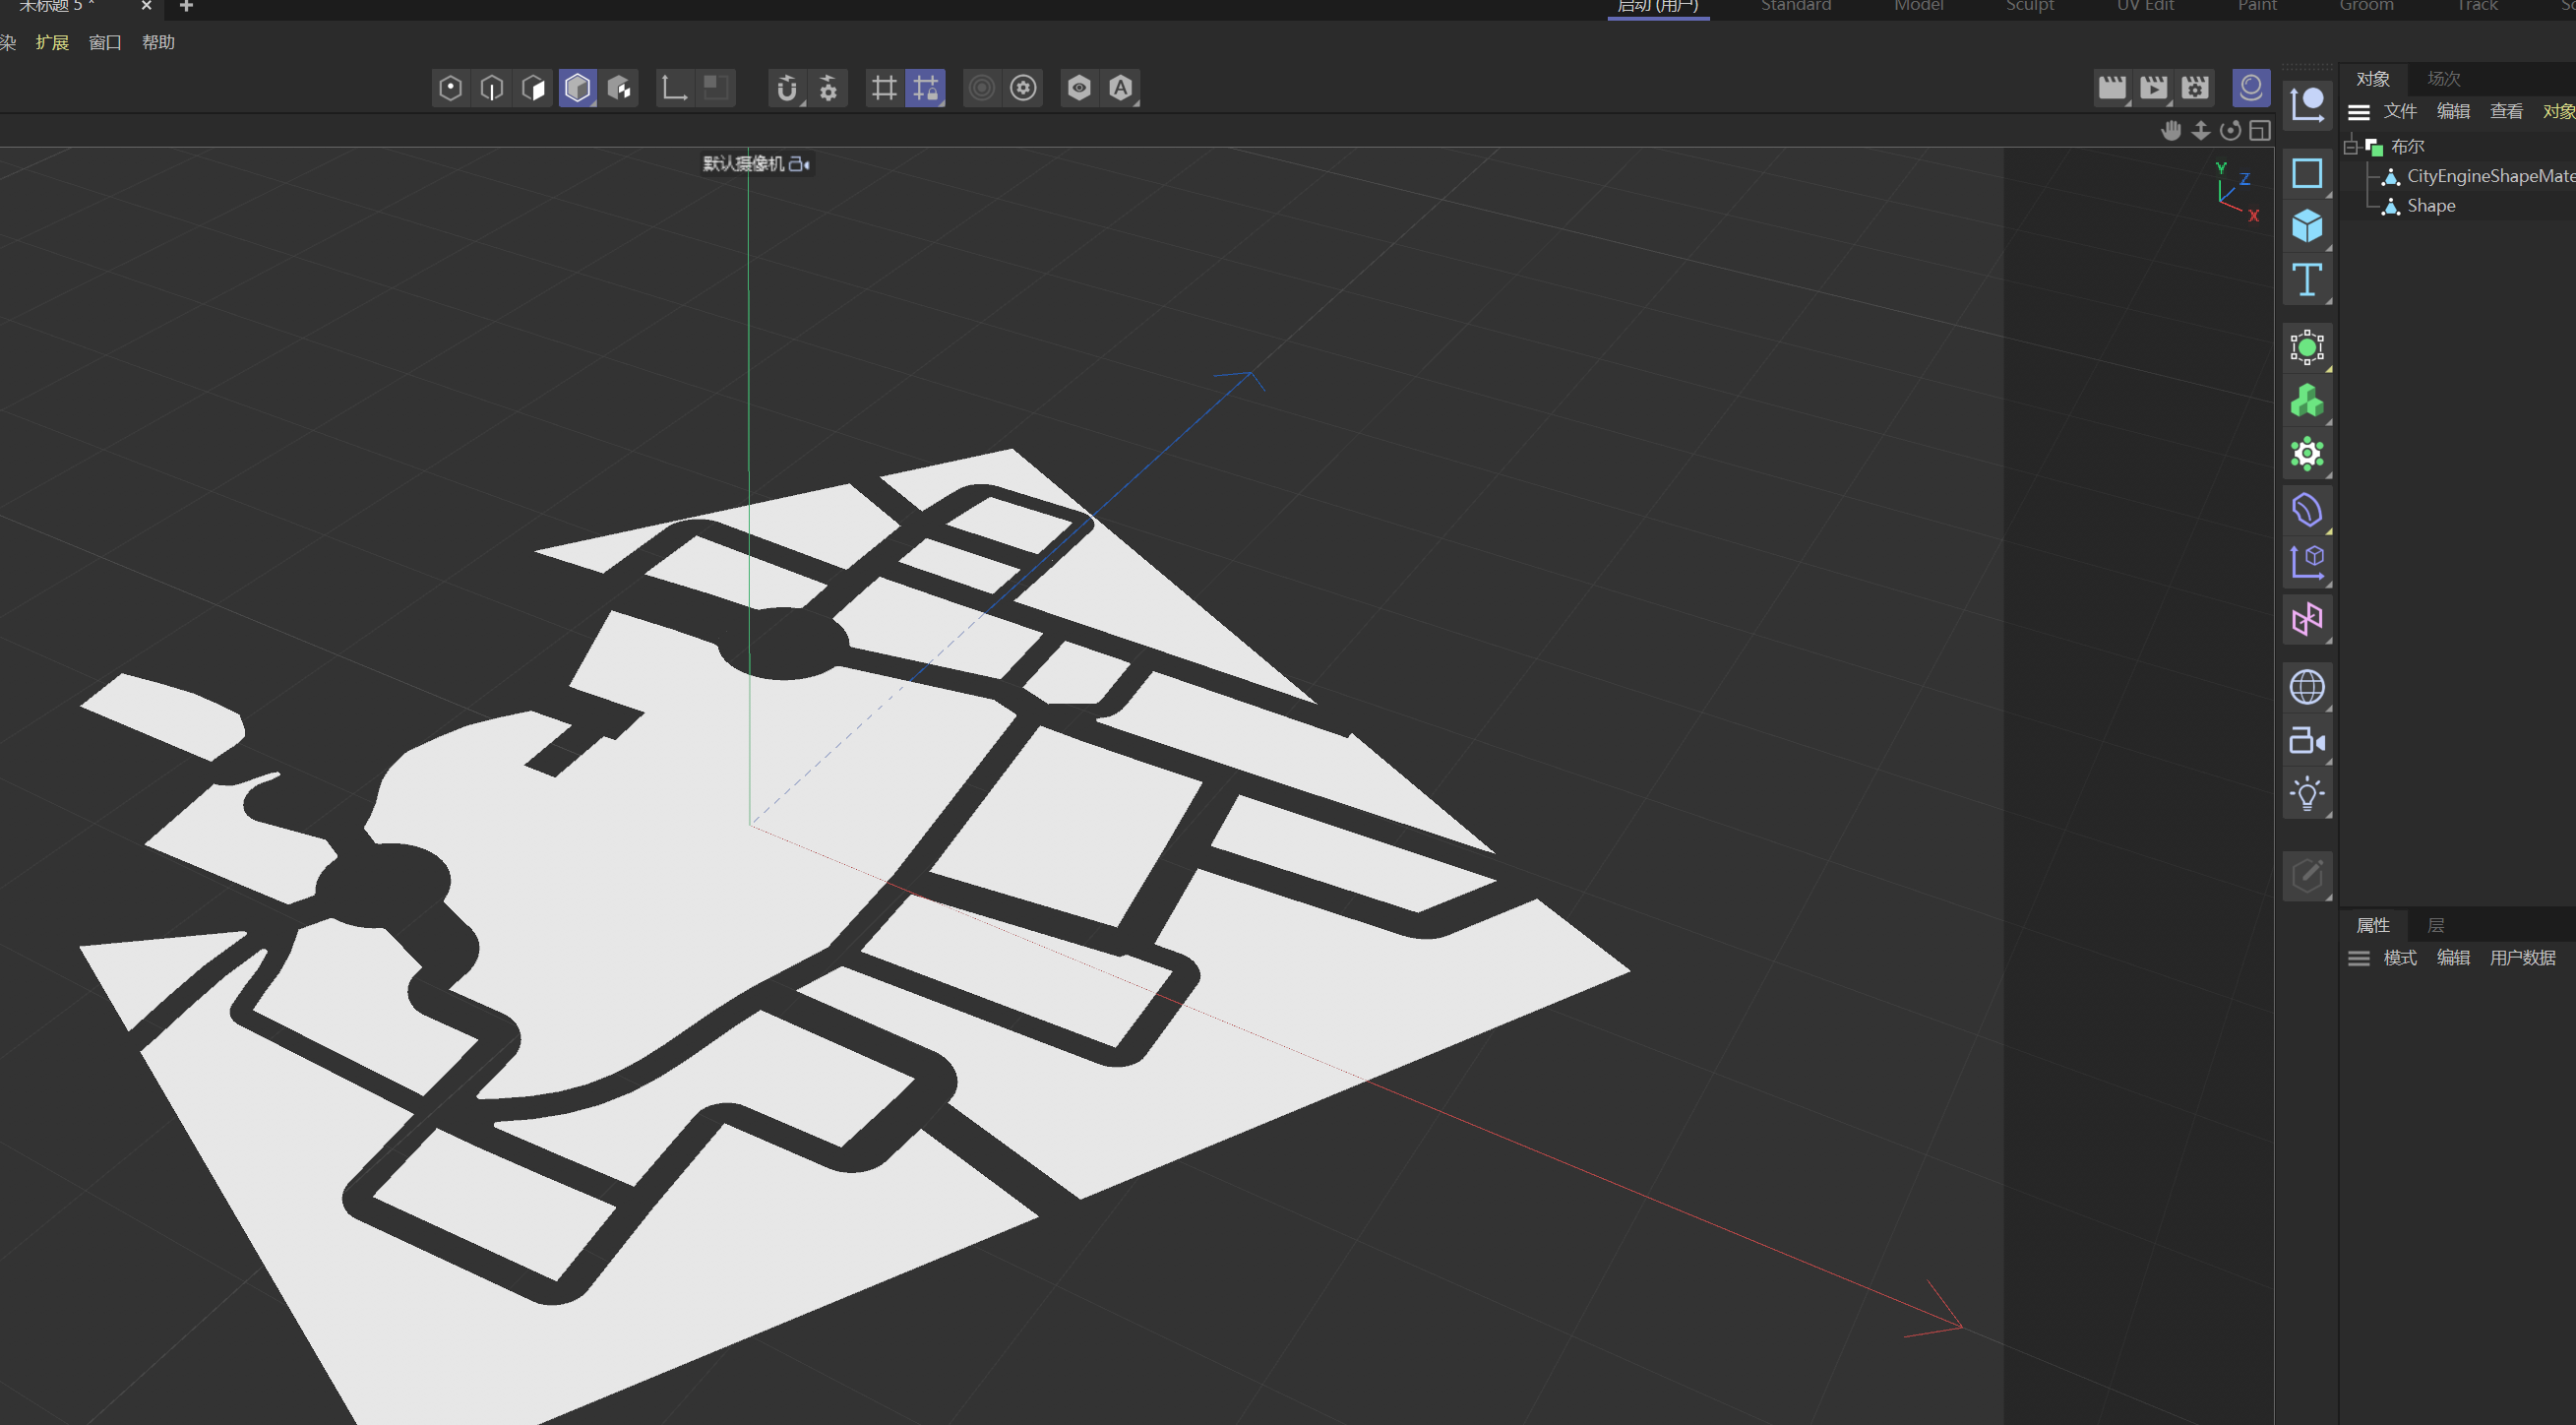 未标题 5 *
启动 (用户) Standard Model Sculpt UV Edit Paint Groom Track
染 扩展 窗口 帮助
对象 场次
文件 编辑 查看 对象
默认摄像机
布尔
CityEngineShapeMate
Shape
Y
Z
X
属性 层
模式 编辑 用户数据